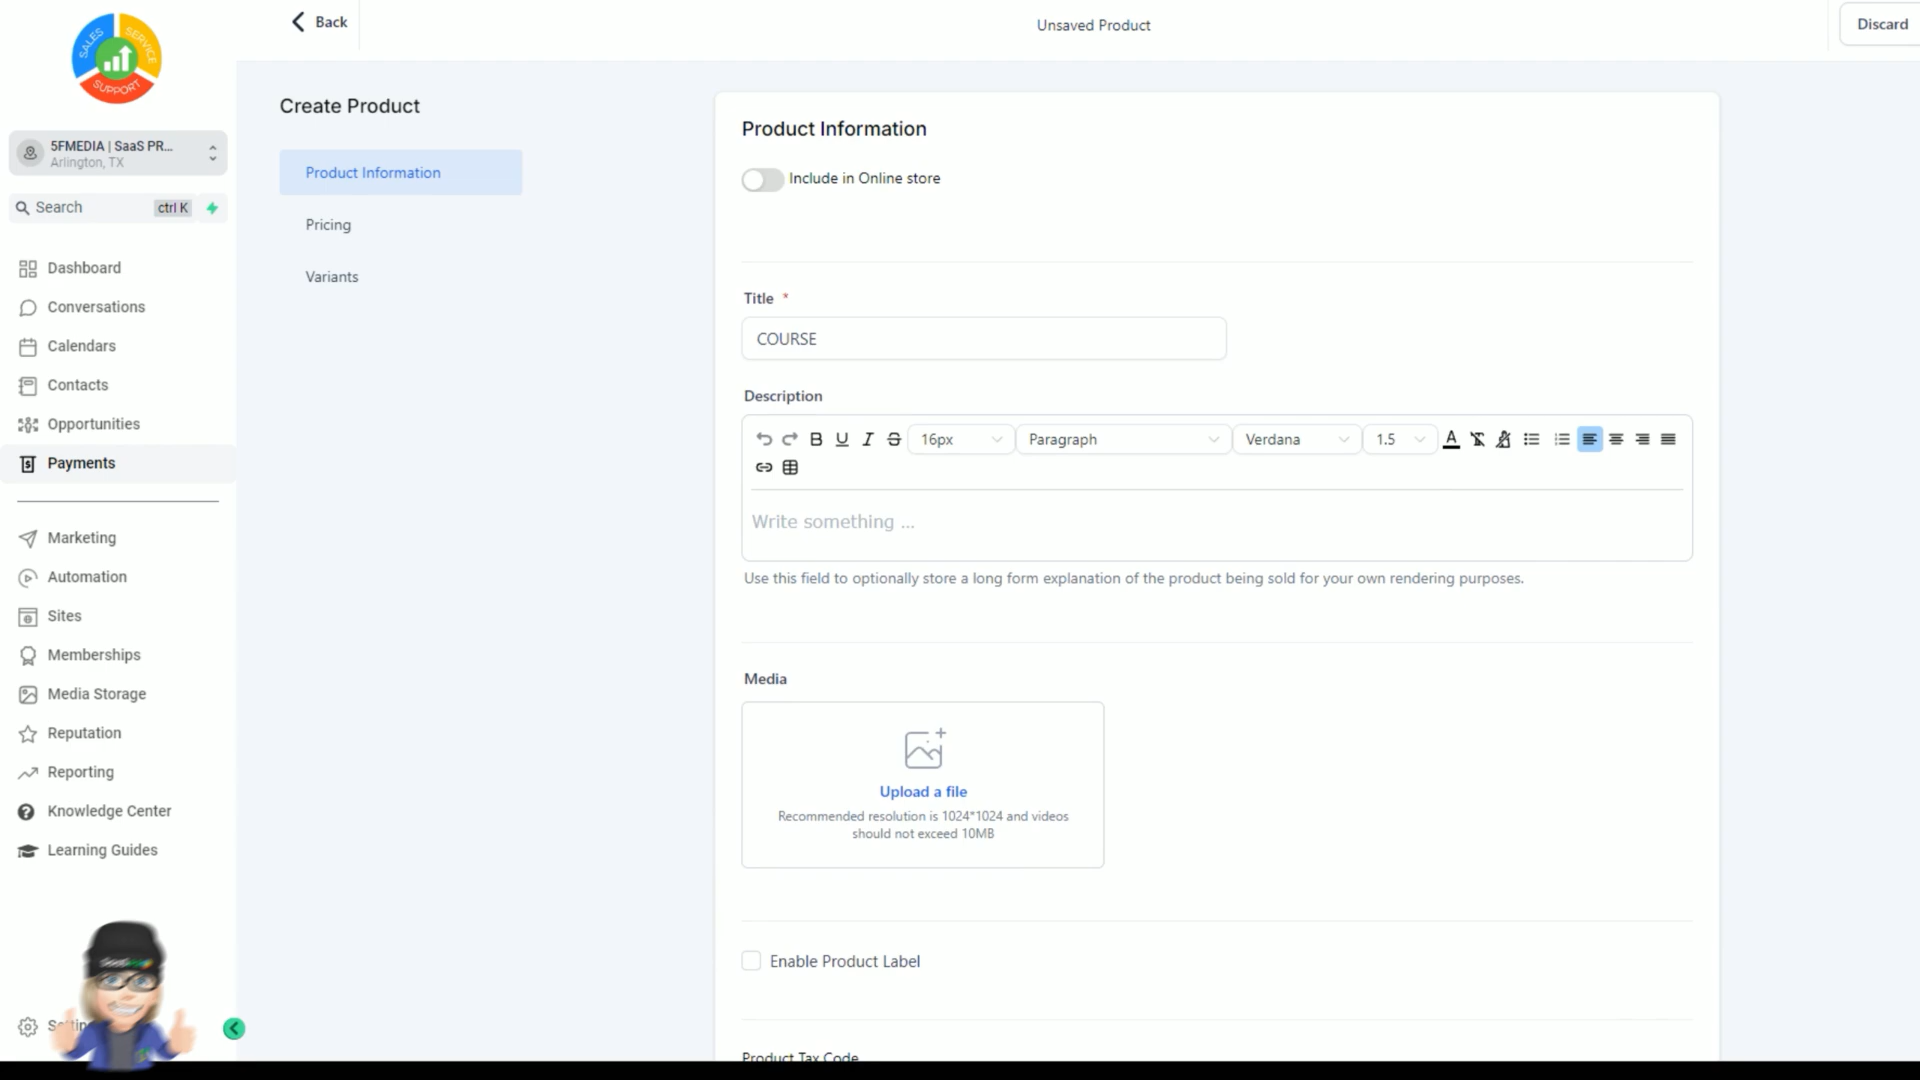 SALES
SERVICE
SUPPORT
5FMEDIA | SaaS PR...
Arlington, TX
Search
ctrl K
Dashboard
Conversations
Calendars
Contacts
Opportunities
Payments
Marketing
Automation
Sites
Memberships
Media Storage
Reputation
Reporting
Knowledge Center
Learning Guides
Back
Unsaved Product
Discard
Create Product
Product Information
Pricing
Variants
Product Information
Include in Online store
Title *
COURSE
Description
16px
Paragraph
Verdana
1.5
Write something ...
Use this field to optionally store a long form explanation of the product being sold for your own rendering purposes.
Media
Upload a file
Recommended resolution is 1024*1024 and videos
should not exceed 10MB
Enable Product Label
Product Tax Code